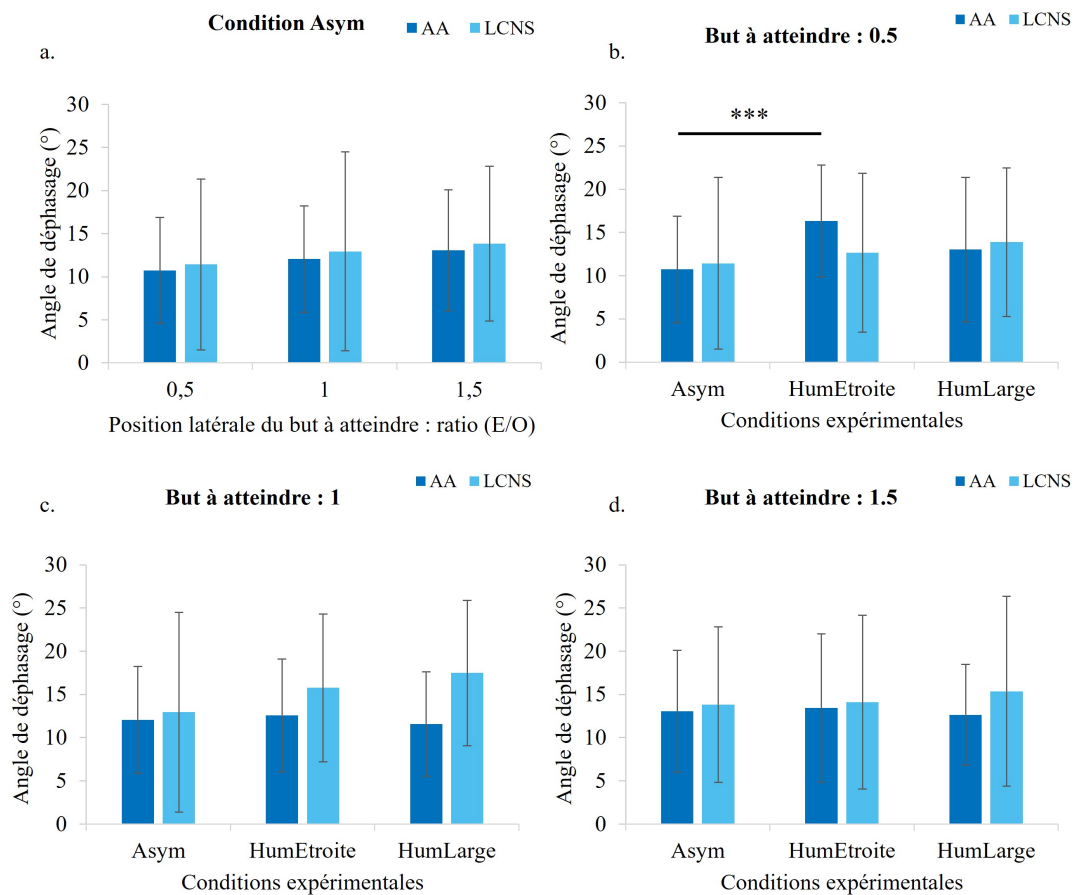 Condition Asym
AA LCNS
a.
30
25
20
15
10
5
0
Angle de déphasage (°)
0,5 1 1,5
Position latérale du but à atteindre : ratio (E/O)
AA LCNS
But à atteindre : 0.5
b.
30
25
20
15
10
5
0
Angle de déphasage (°)
***
Asym HumEtroite HumLarge
Conditions expérimentales
AA LCNS
But à atteindre : 1
c.
30
25
20
15
10
5
0
Angle de déphasage (°)
Asym HumEtroite HumLarge
Conditions expérimentales
AA LCNS
But à atteindre : 1.5
d.
30
25
20
15
10
5
0
Angle de déphasage (°)
Asym HumEtroite HumLarge
Conditions expérimentales